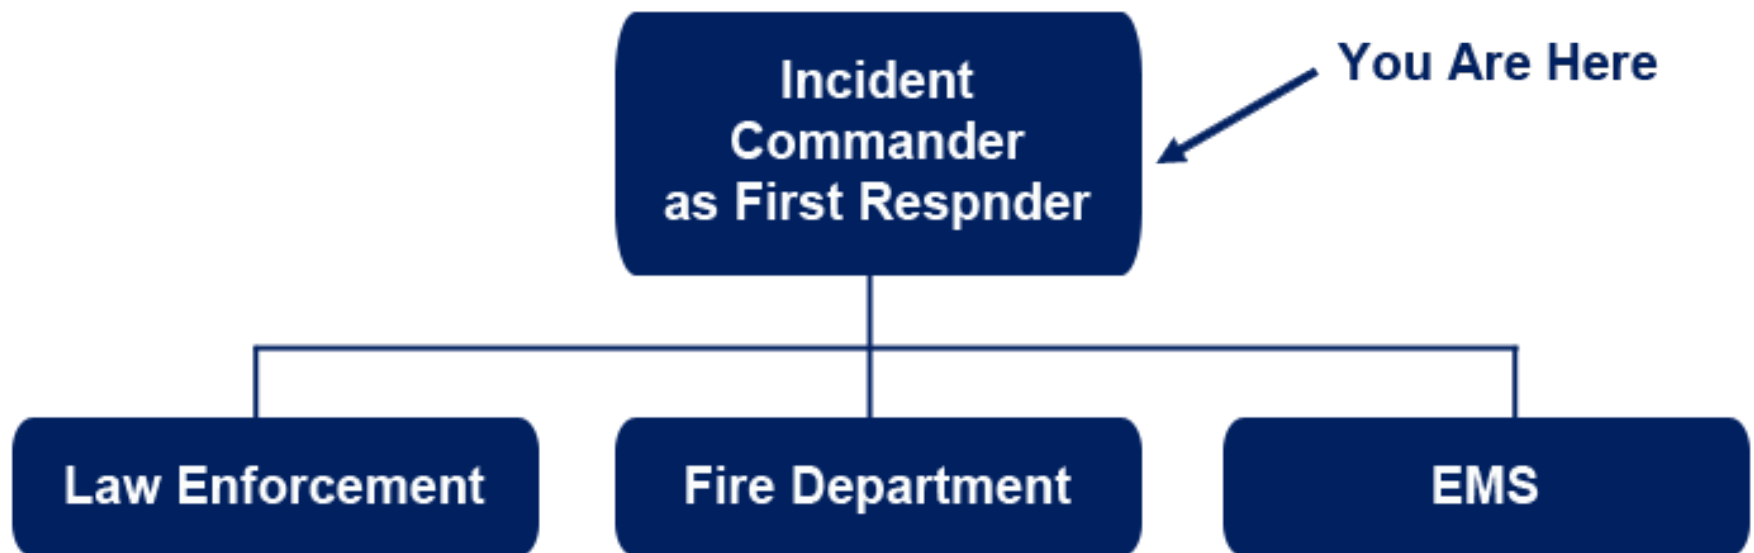 Incident
Commander
as First Respnder
You Are Here
Law Enforcement
Fire Department
EMS